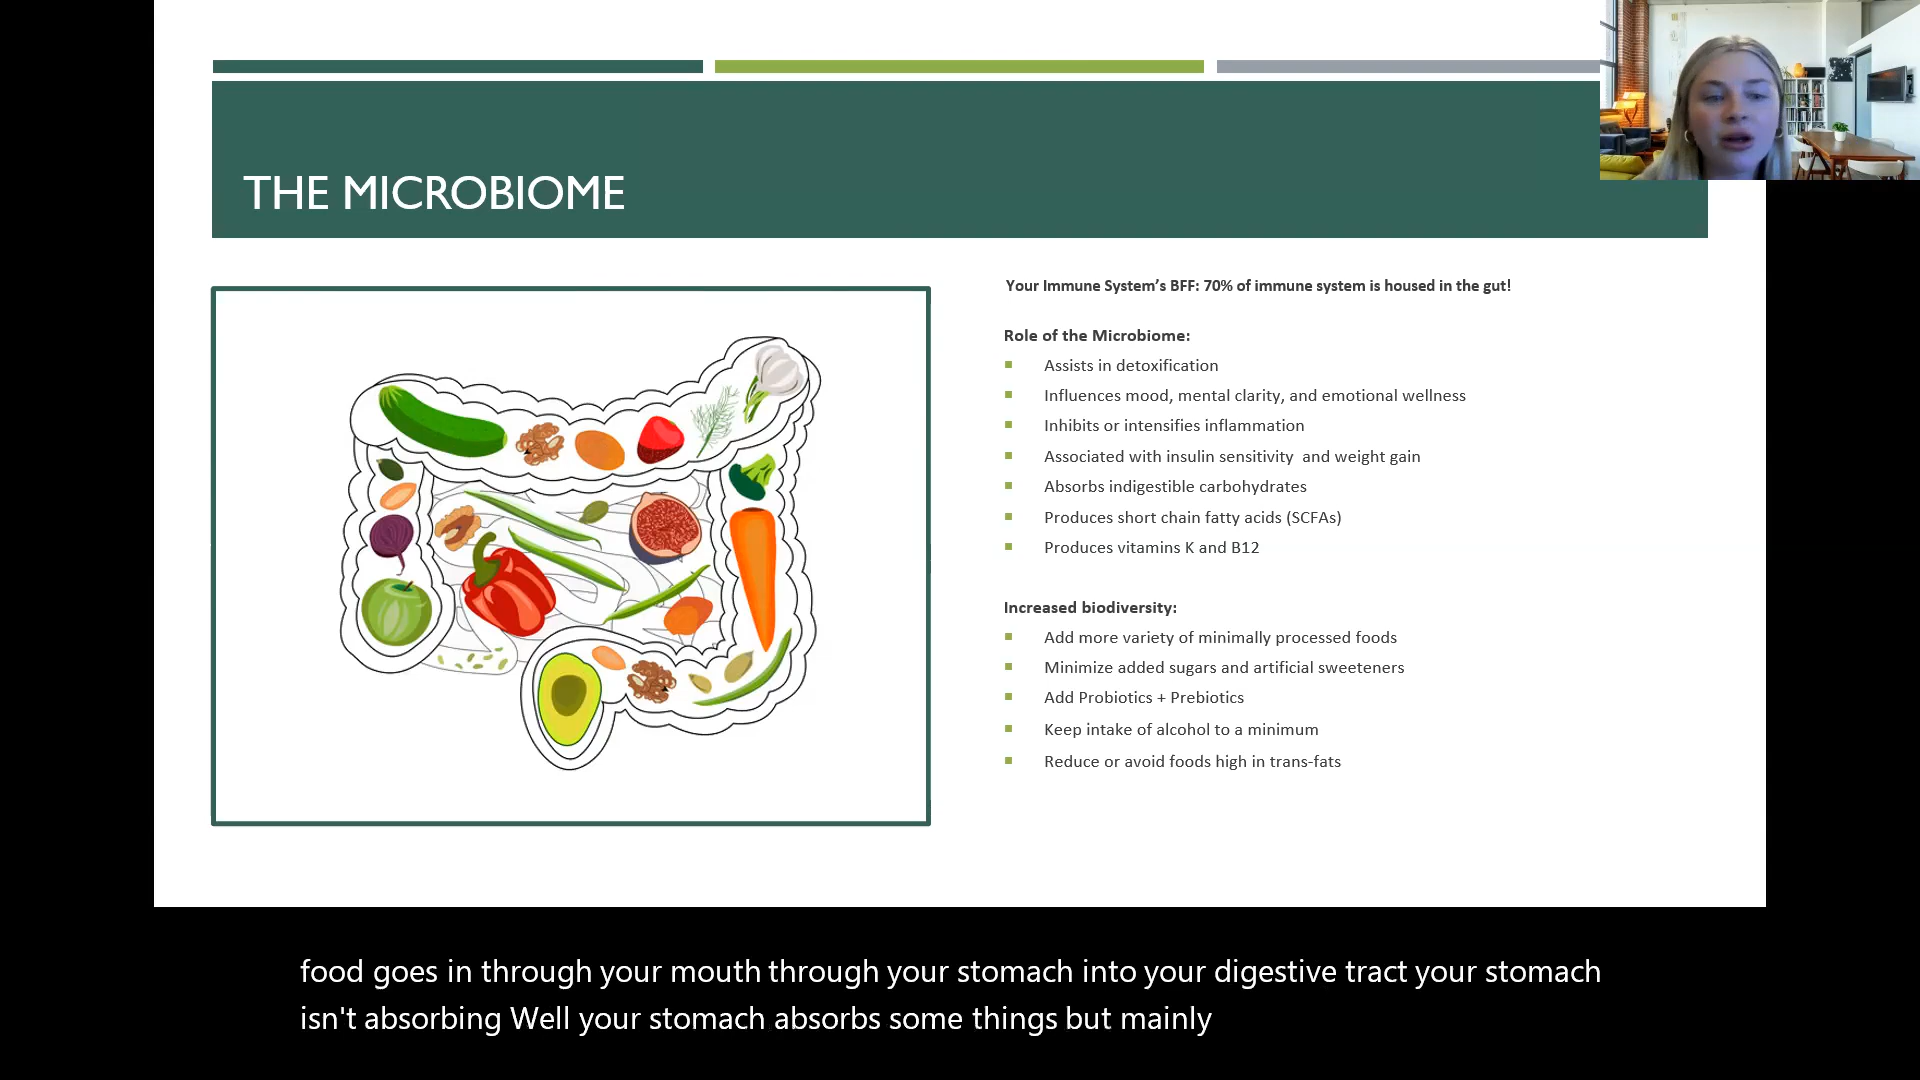 THE MICROBIOME
Your Immune System’s BFF: 70% of immune system is housed in the gut!
Role of the Microbiome:
Assists in detoxification
Influences mood, mental clarity, and emotional wellness
Inhibits or intensifies inflammation
Associated with insulin sensitivity and weight gain
Absorbs indigestible carbohydrates
Produces short chain fatty acids (SCFAs)
Produces vitamins K and B12
Increased biodiversity:
Add more variety of minimally processed foods
Minimize added sugars and artificial sweeteners
Add Probiotics + Prebiotics
Keep intake of alcohol to a minimum
Reduce or avoid foods high in trans-fats
food goes in through your mouth through your stomach into your digestive tract your stomach
isn't absorbing Well your stomach absorbs some things but mainly